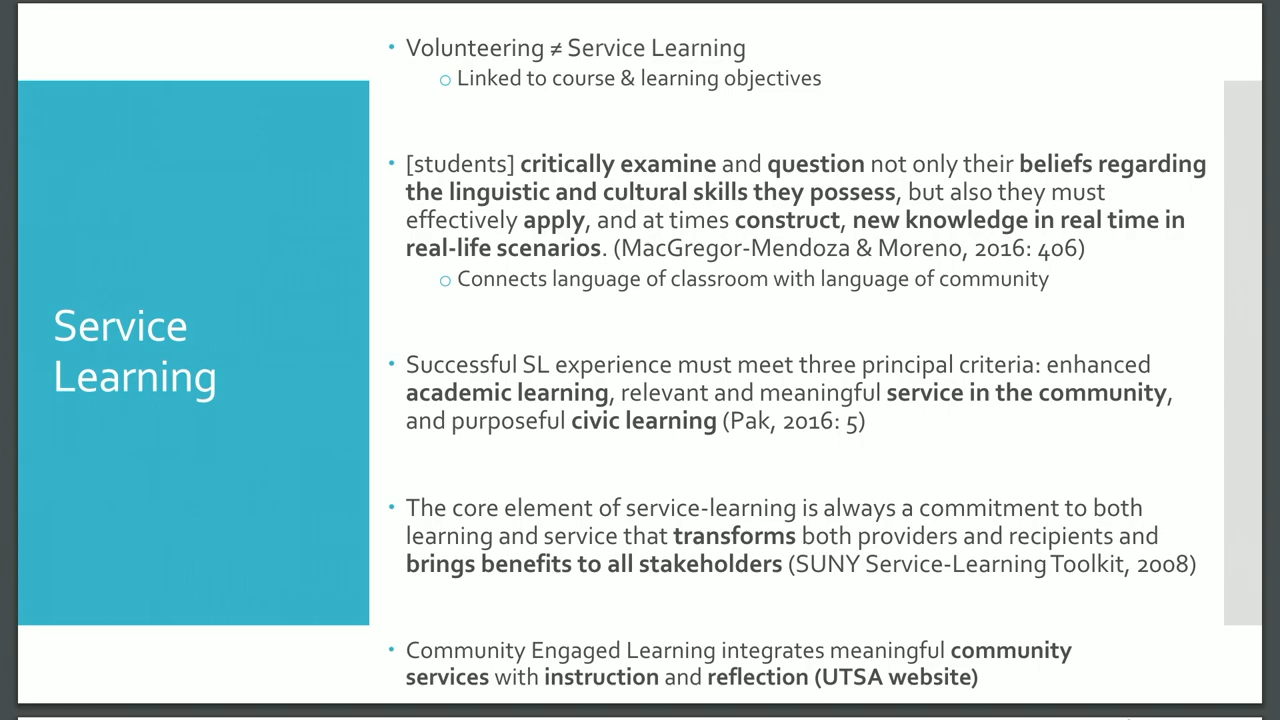 Service
Learning
• Volunteering ≠ Service Learning
o Linked to course & learning objectives
• [students] critically examine and question not only their beliefs regarding
the linguistic and cultural skills they possess, but also they must
effectively apply, and at times construct, new knowledge in real time in
real-life scenarios. (MacGregor-Mendoza & Moreno, 2016: 406)
o Connects language of classroom with language of community
• Successful SL experience must meet three principal criteria: enhanced
academic learning, relevant and meaningful service in the community,
and purposeful civic learning (Pak, 2016: 5)
• The core element of service-learning is always a commitment to both
learning and service that transforms both providers and recipients and
brings benefits to all stakeholders (SUNY Service-Learning Toolkit, 2008)
• Community Engaged Learning integrates meaningful community
services with instruction and reflection (UTSA website)